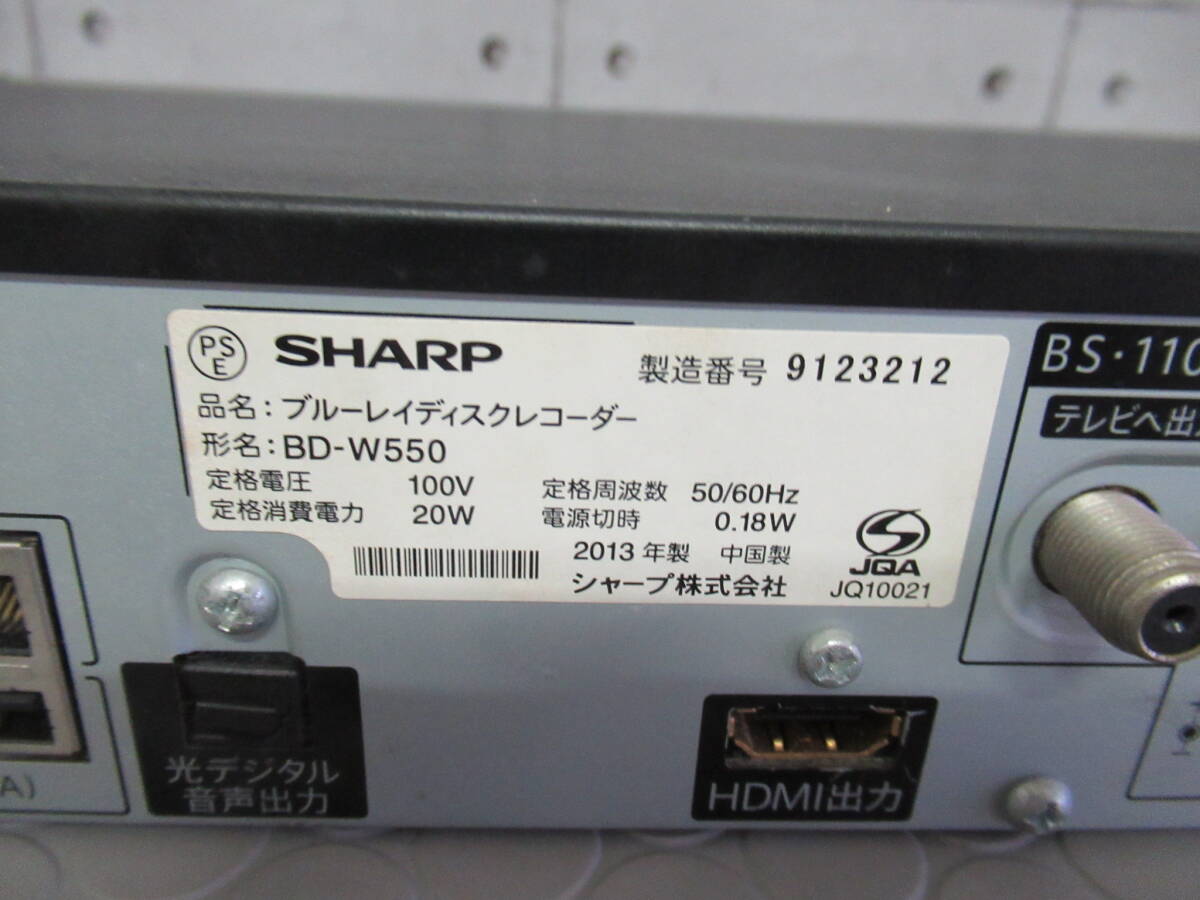 PS
E
SHARP
製造番号 9123212
品名：ブルーレイディスクレコーダー
形名：BD-W550
定格電圧 100V 定格周波数 50/60Hz
定格消費電力 20W 電源切時 0.18W
2013年製 中国製
シャープ株式会社
JQA
JQ10021
BS・110
テレビへ出
光デジタル
音声出力
HDMI出力
A)